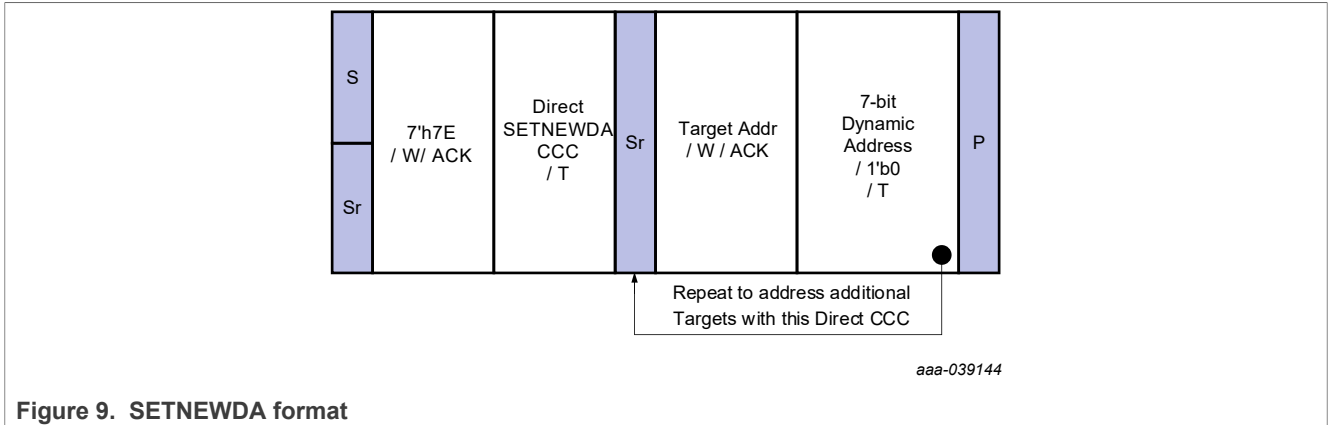 S
Sr
7'h7E
/ W/ ACK
Direct
SETNEWDA
CCC
/ T
Sr
Target Addr
/ W / ACK
7-bit
Dynamic
Address
/ 1'b0
/ T
P
Repeat to address additional
Targets with this Direct CCC
aaa-039144
Figure 9. SETNEWDA format